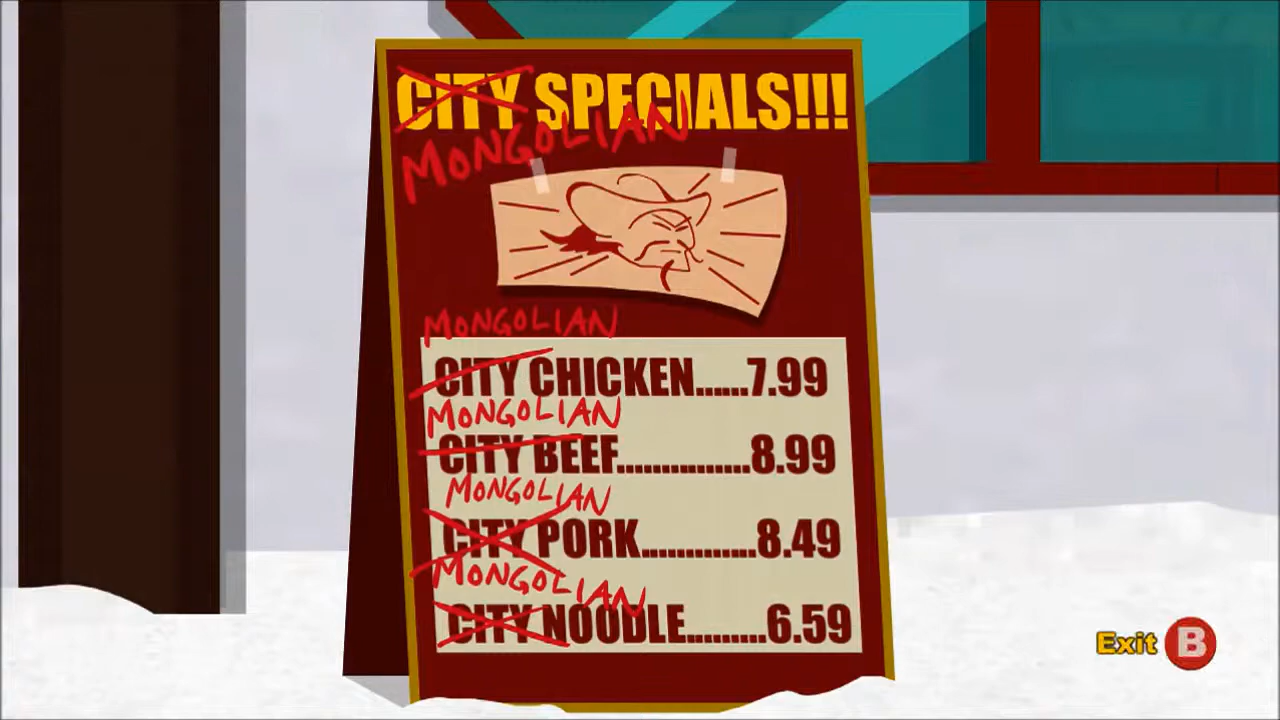 CITY SPECIALS!!!
MONGOLIAN
MONGOLIAN
CITY CHICKEN......7.99
MONGOLIAN
CITY BEEF...............8.99
MONGOLIAN
CITY PORK.............8.49
MONGOLIAN
CITY NOODLE.........6.59
Exit B